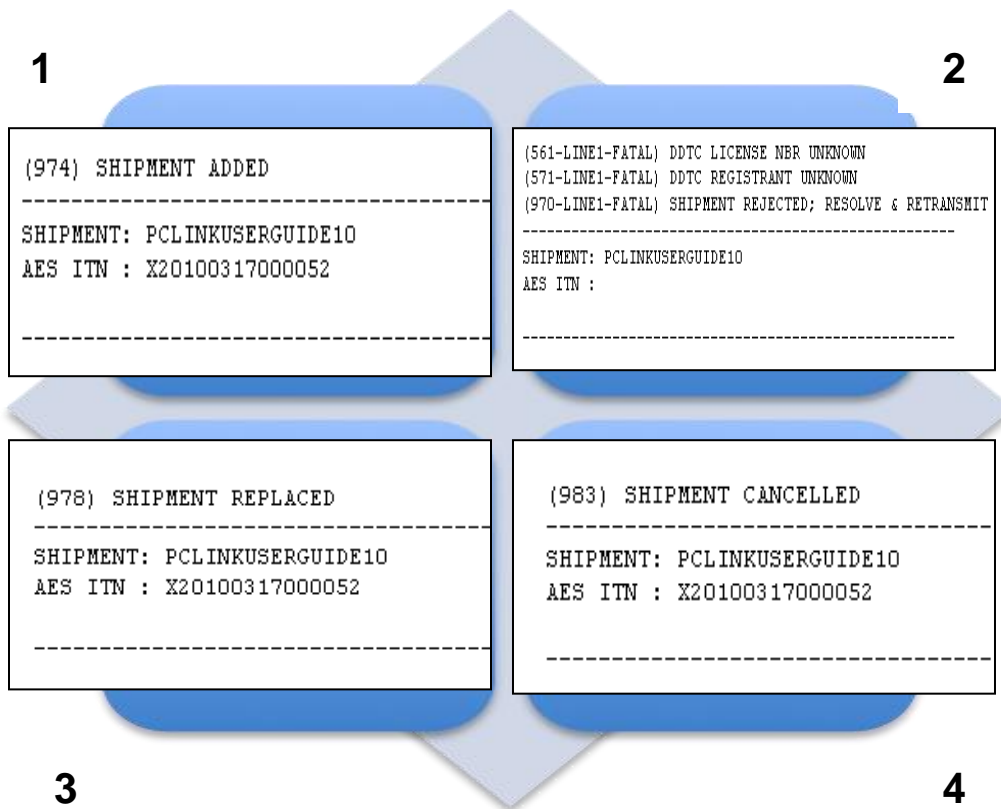 1
2
(974) SHIPMENT ADDED
------------------------------------
SHIPMENT: PCLINKUSERGUIDE10
AES ITN : X20100317000052
------------------------------------
(561-LINE1-FATAL) DDTC LICENSE NBR UNKNOWN
(571-LINE1-FATAL) DDTC REGISTRANT UNKNOWN
(970-LINE1-FATAL) SHIPMENT REJECTED; RESOLVE & RETRANSMIT
------------------------------------------------------
SHIPMENT: PCLINKUSERGUIDE10
AES ITN :
------------------------------------------------------
(978) SHIPMENT REPLACED
-----------------------------------
SHIPMENT: PCLINKUSERGUIDE10
AES ITN : X20100317000052
-----------------------------------
(983) SHIPMENT CANCELLED
----------------------------------
SHIPMENT: PCLINKUSERGUIDE10
AES ITN : X20100317000052
----------------------------------
3
4